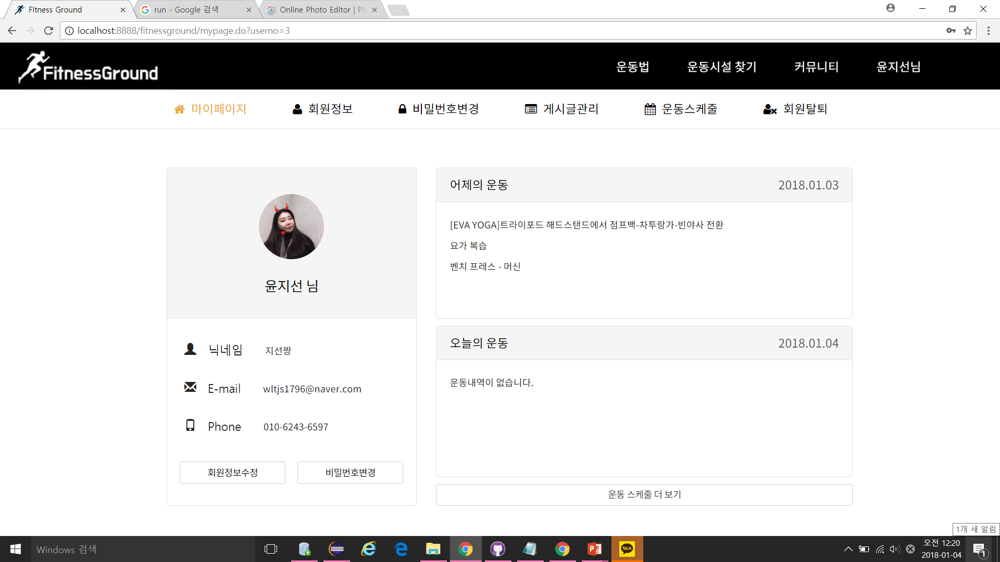 Fitness Ground
run - Google 검색
Online Photo Editor | Pi
localhost:8888/fitnessground/mypage.do?userno=3
FitnessGround
운동법
운동시설 찾기
커뮤니티
윤지선님
마이페이지
회원정보
비밀번호변경
게시글관리
운동스케줄
회원탈퇴
윤지선 님
닉네임 지선짱
E-mail wltjs1796@naver.com
Phone 010-6243-6597
회원정보수정
비밀번호변경
어제의 운동 2018.01.03
[EVA YOGA]트라이포드 해드스탠드에서 점프백-차투랑가-빈야사 전환
요가 복습
벤치 프레스 - 머신
오늘의 운동 2018.01.04
운동내역이 없습니다.
운동 스케줄 더 보기
1개 새 알림
Windows 검색
TALK
오전 12:20
2018-01-04
1